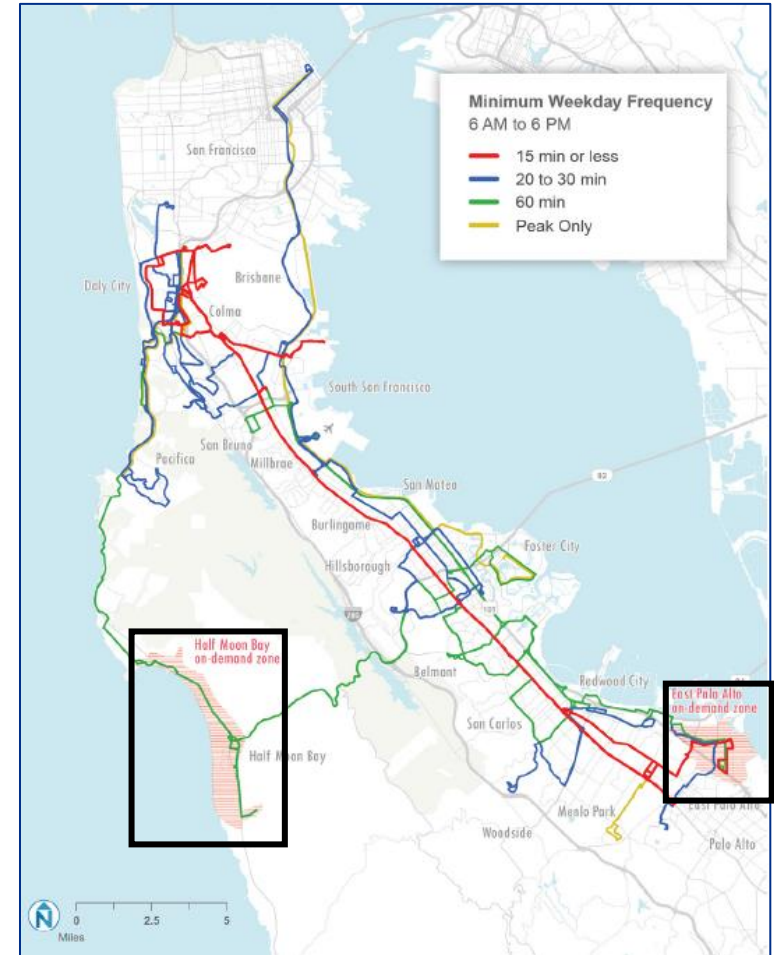 Minimum Weekday Frequency
6 AM to 6 PM
15 min or less
20 to 30 min
60 min
Peak Only
San Francisco
Daly City
Brisbane
Colma
South San Francisco
San Bruno
Pacifica
Millbrae
San Mateo
92
Burlingame
Foster City
Hillsborough
101
280
Half Moon Bay
on-demand zone
Belmont
Redwood City
East Palo Alto
on-demand zone
San Carlos
Half Moon Bay
Menlo Park
East Palo Alto
Woodside
Palo Alto
N
0 2.5 5
Miles